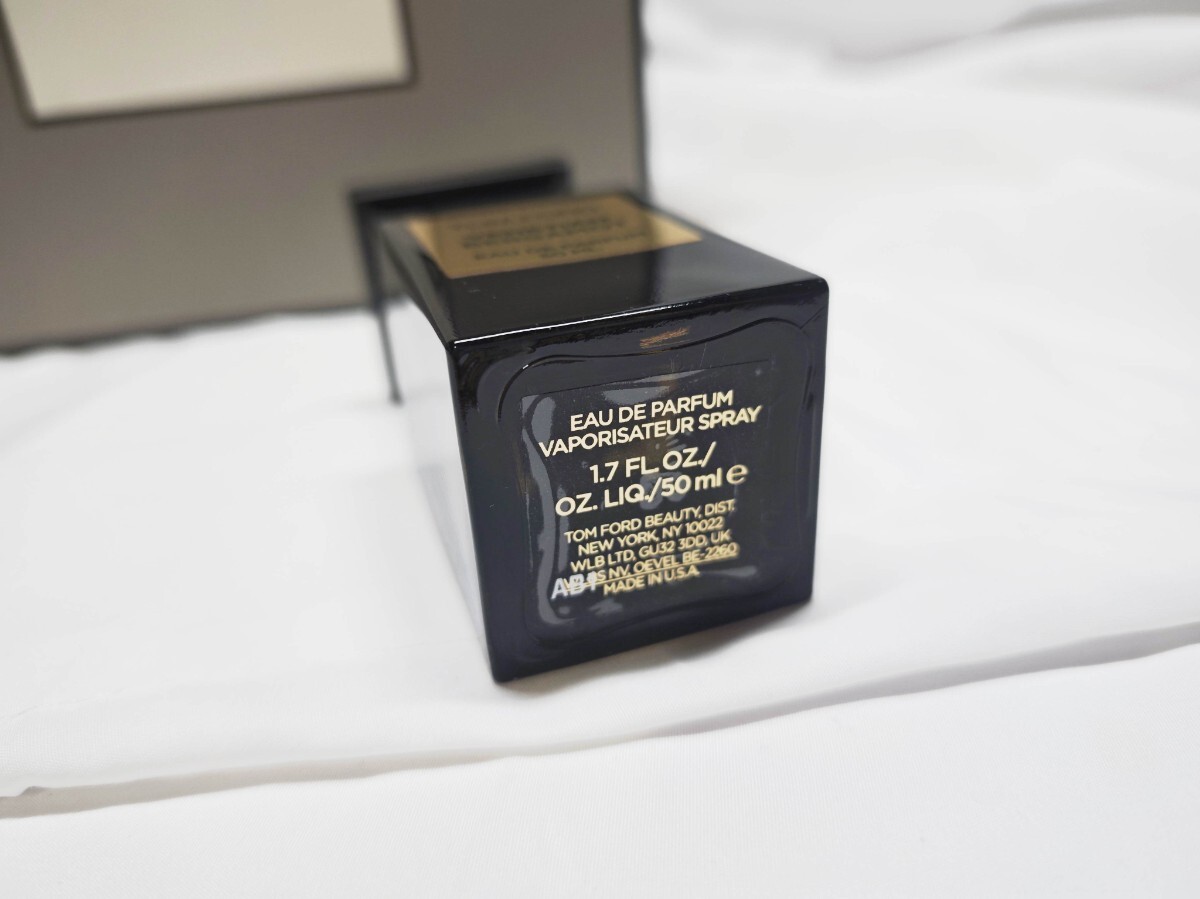 EAU DE PARFUM
VAPORISATEUR SPRAY
1.7 FL. OZ./
OZ. LIQ./50 ml ℮
TOM FORD BEAUTY, DIST.
NEW YORK, NY 10022
WLB LTD, GU32 3DD, UK
NV, OEVEL BE-2260
MADE IN U.S.A.